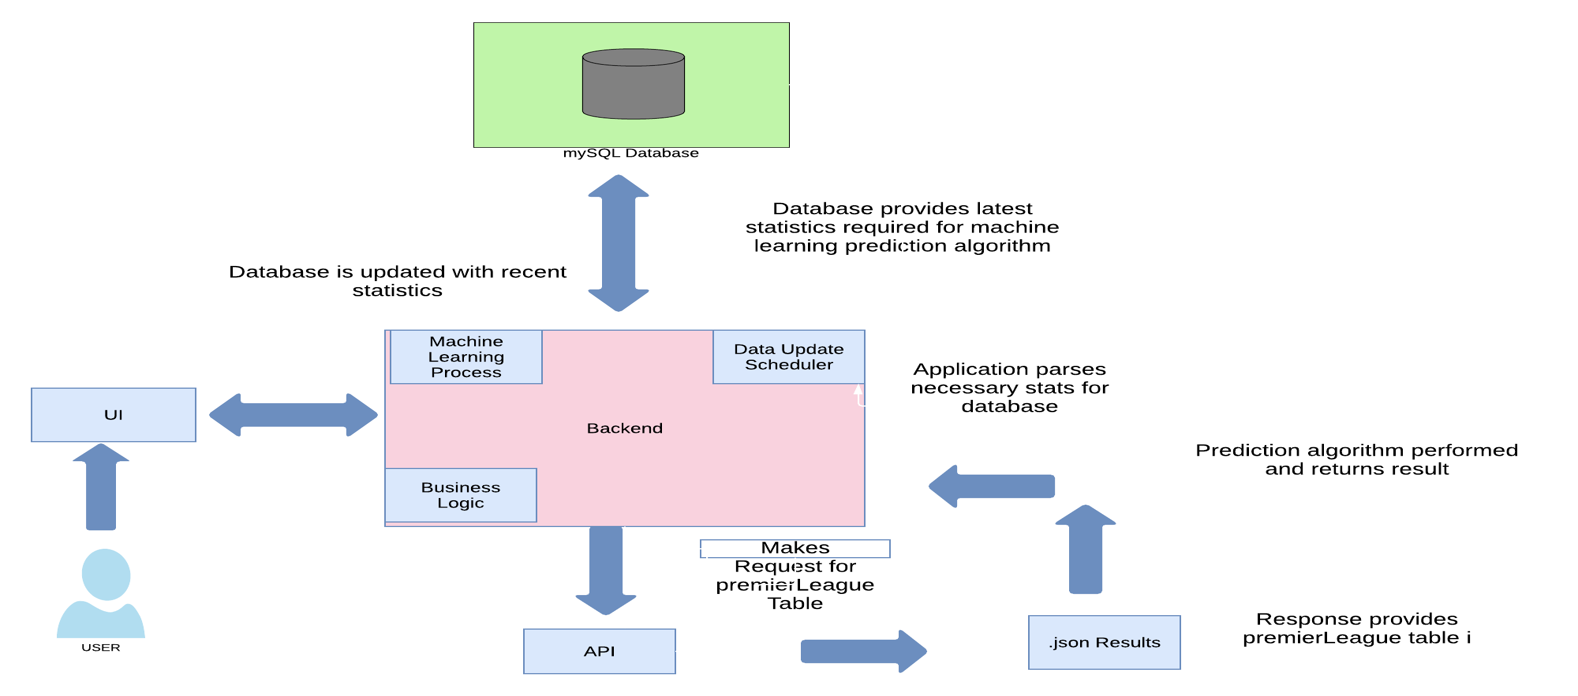 mySQL Database
Database provides latest
statistics required for machine
learning prediction algorithm
Database is updated with recent
statistics
Machine
Learning
Process
Data Update
Scheduler
Application parses
necessary stats for
database
UI
Backend
Prediction algorithm performed
and returns result
Business
Logic
Makes
Request for
premierLeague
Table
Response provides
premierLeague table i
USER
API
.json Results